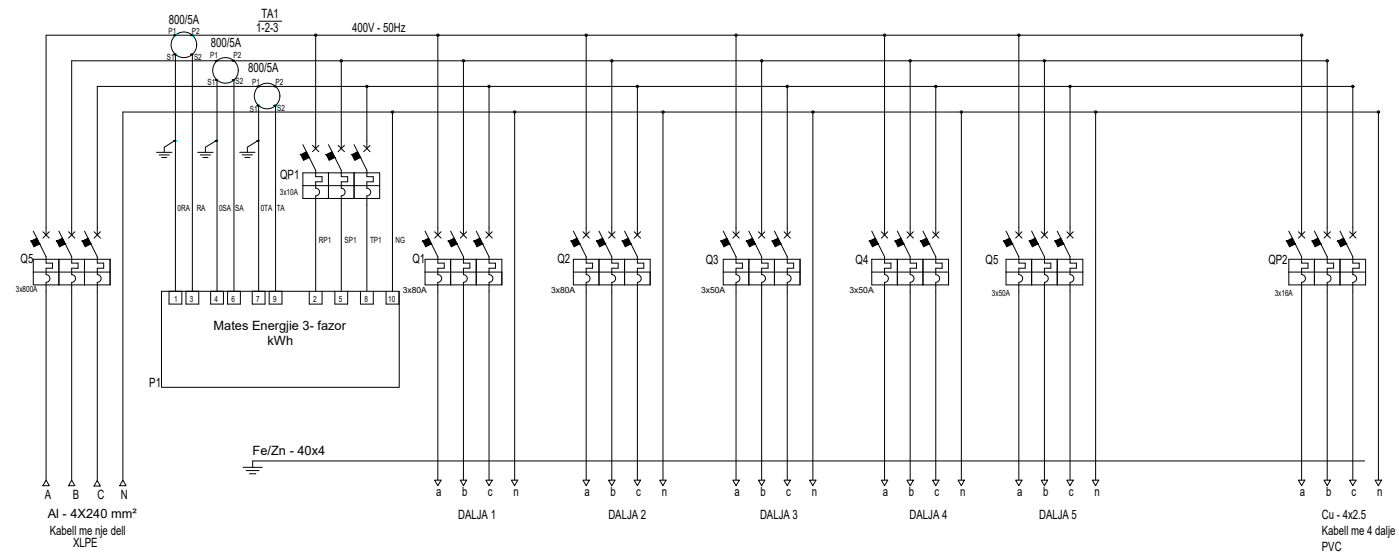 800/5A
TA1
1-2-3
400V - 50Hz
P1 P2
800/5A
S1 S2
P1 P2
800/5A
S1 S2
P1 P2
S1 S2
QP1
3x10A
0RA RA 0SA SA 0TA TA
RP1 SP1 TP1 NG
Q5
3x800A
Q1
3x80A
Q2
3x80A
Q3
3x50A
Q4
3x50A
Q5
3x50A
QP2
3x16A
1 3 4 6 7 9 2 5 8 10
Mates Energjie 3- fazor
kWh
P1
Fe/Zn - 40x4
A B C N
a b c n
a b c n
a b c n
a b c n
a b c n
a b c n
Al - 4X240 mm²
Kabell me nje dell
XLPE
DALJA 1
DALJA 2
DALJA 3
DALJA 4
DALJA 5
Cu - 4x2.5
Kabell me 4 dalje
PVC